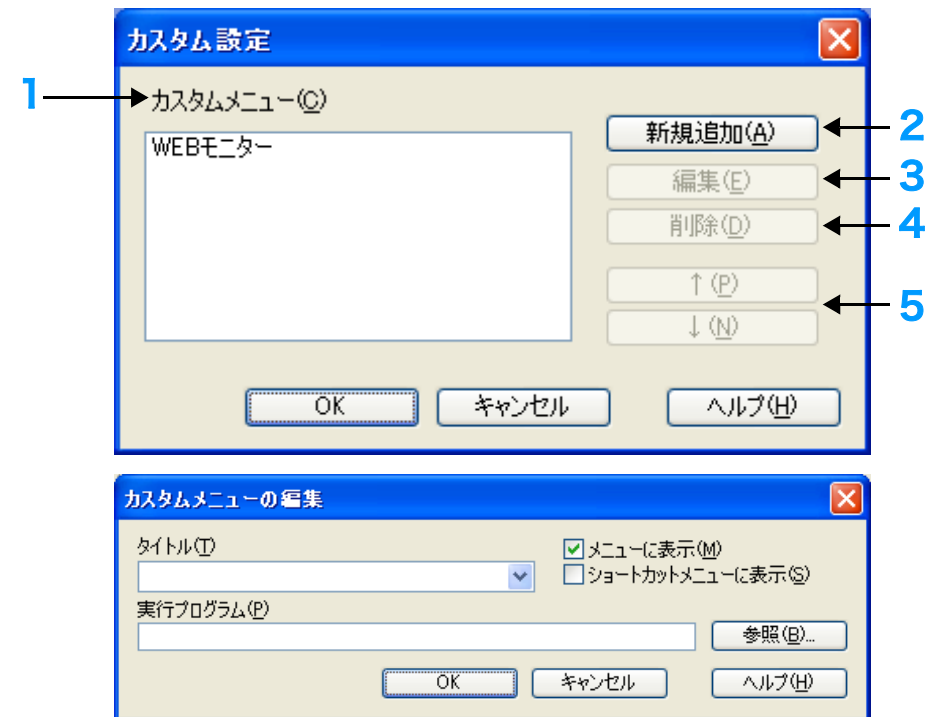 カスタム設定
1
カスタムメニュー(C)
WEBモニター
新規追加(A)
2
編集(E)
3
削除(D)
4
↑(P)
5
↓(N)
OK
キャンセル
ヘルプ(H)
カスタムメニューの編集
タイトル(T)
メニューに表示(M)
ショートカットメニューに表示(S)
実行プログラム(P)
参照(B)...
OK
キャンセル
ヘルプ(H)